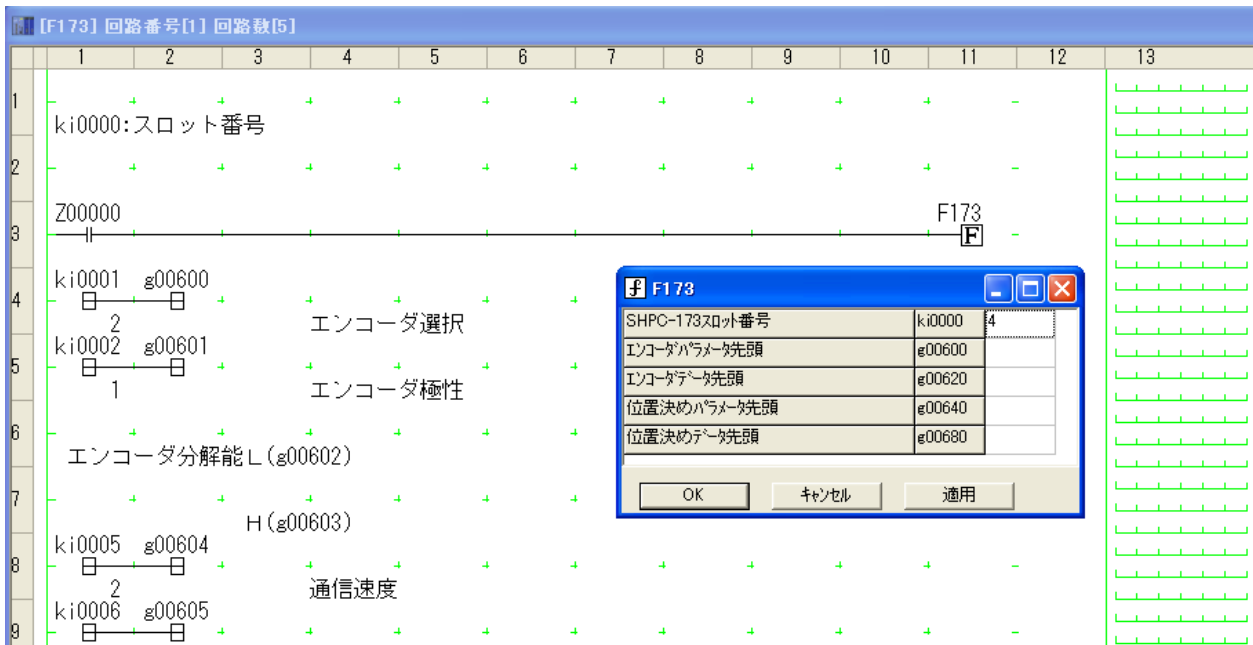 [F173] 回路番号[1] 回路数[5]
1 2 3 4 5 6 7 8 9 10 11 12 13
1
ki0000:スロット番号
2
Z00000 F173
3 F
ki0001 g00600
4
2 エンコーダ選択
ki0002 g00601
5
1 エンコーダ極性
6
エンコーダ分解能L(g00602)
7
H(g00603)
ki0005 g00604
8
2 通信速度
ki0006 g00605
9
F173
SHPC-173スロット番号 ki0000 4
エンコーダパラメータ先頭 g00600
エンコーダデータ先頭 g00620
位置決めパラメータ先頭 g00640
位置決めデータ先頭 g00680
OK キャンセル 適用